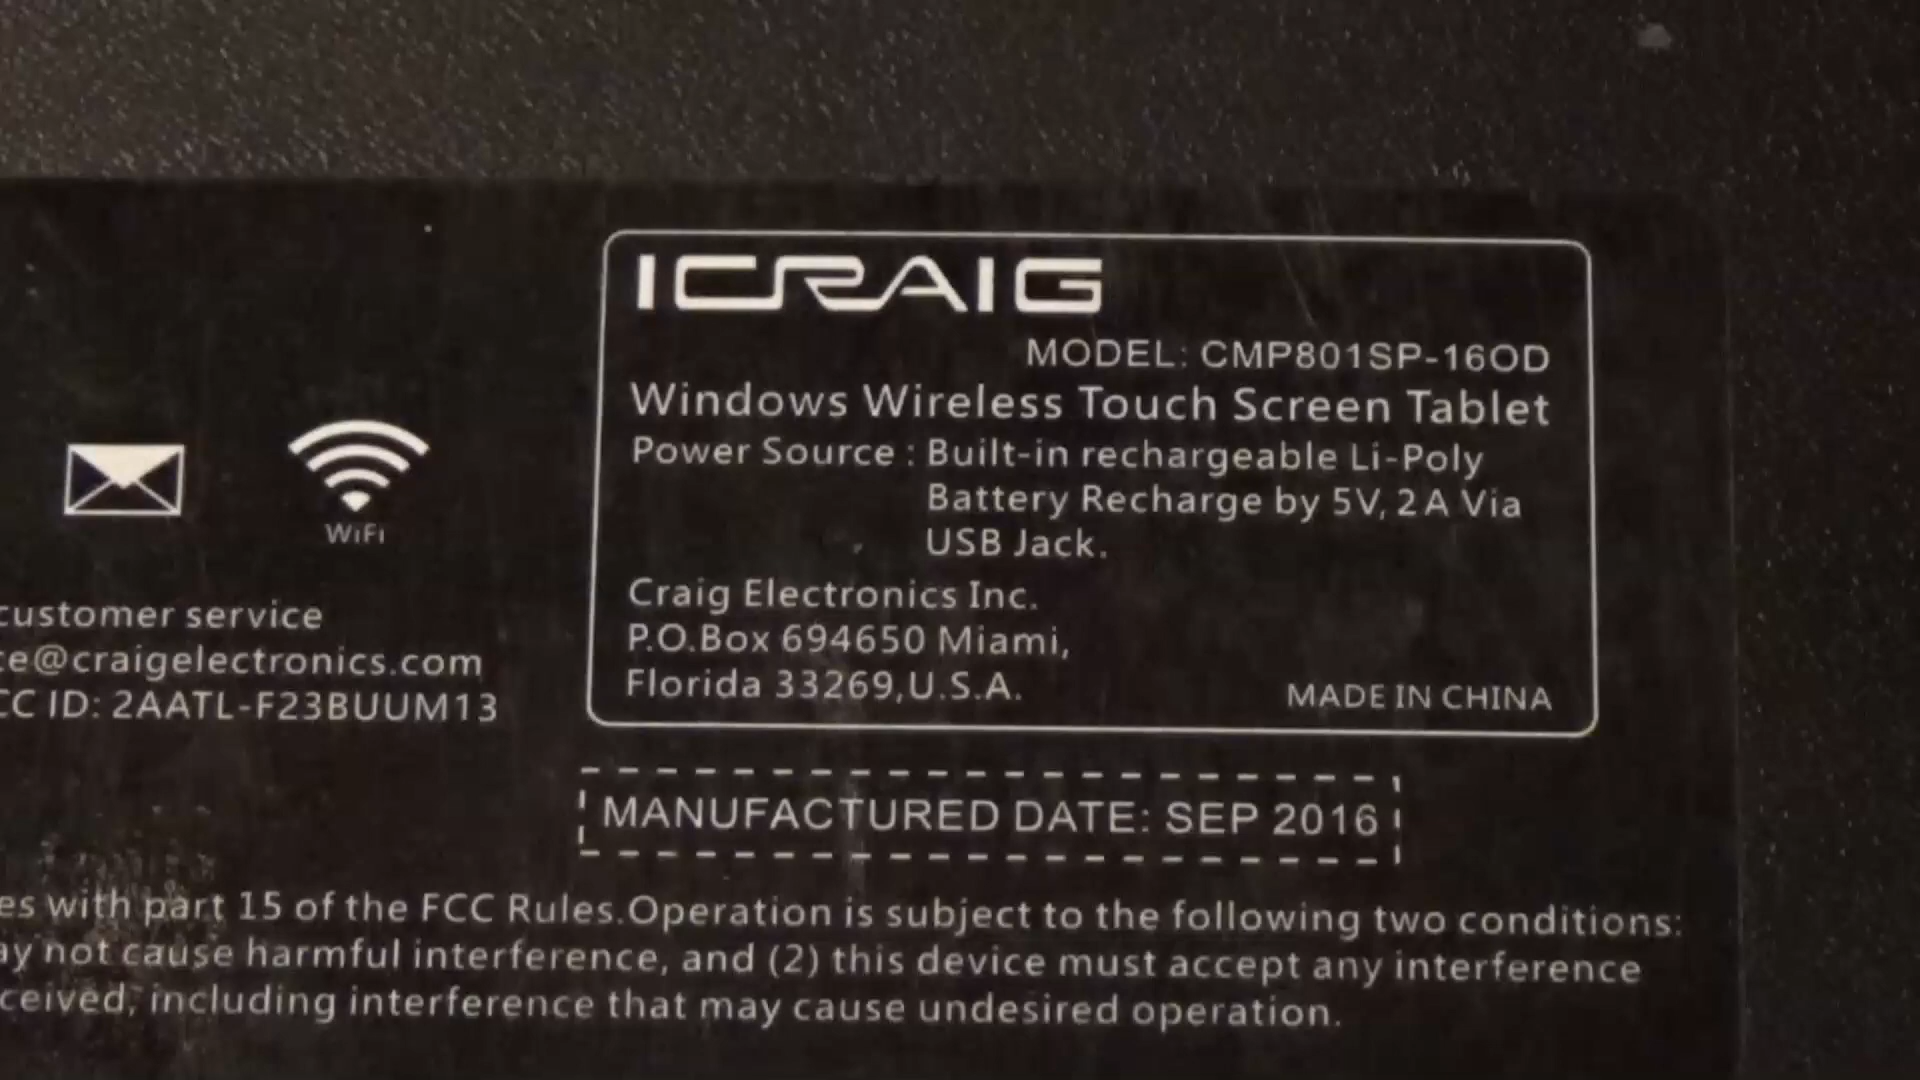 ICRAIG
MODEL: CMP801SP-16OD
Windows Wireless Touch Screen Tablet
Power Source : Built-in rechargeable Li-Poly
Battery Recharge by 5V, 2A Via
USB Jack.
Craig Electronics Inc.
P.O.Box 694650 Miami,
Florida 33269,U.S.A.
MADE IN CHINA
WiFi
customer service
ce@craigelectronics.com
CC ID: 2AATL-F23BUUM13
MANUFACTURED DATE: SEP 2016
es with part 15 of the FCC Rules.Operation is subject to the following two conditions:
ay not cause harmful interference, and (2) this device must accept any interference
ceived, including interference that may cause undesired operation.